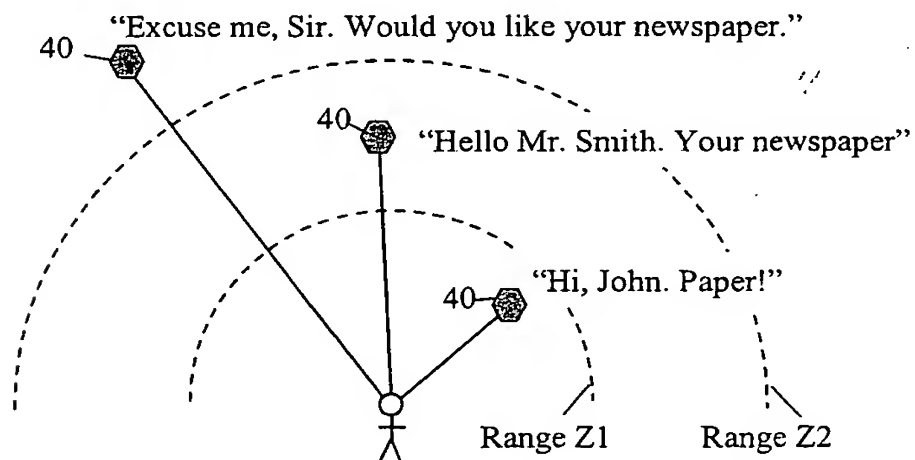 “Excuse me, Sir. Would you like your newspaper.”
40
40
“Hello Mr. Smith. Your newspaper”
“Hi, John. Paper!”
40
Range Z1
Range Z2